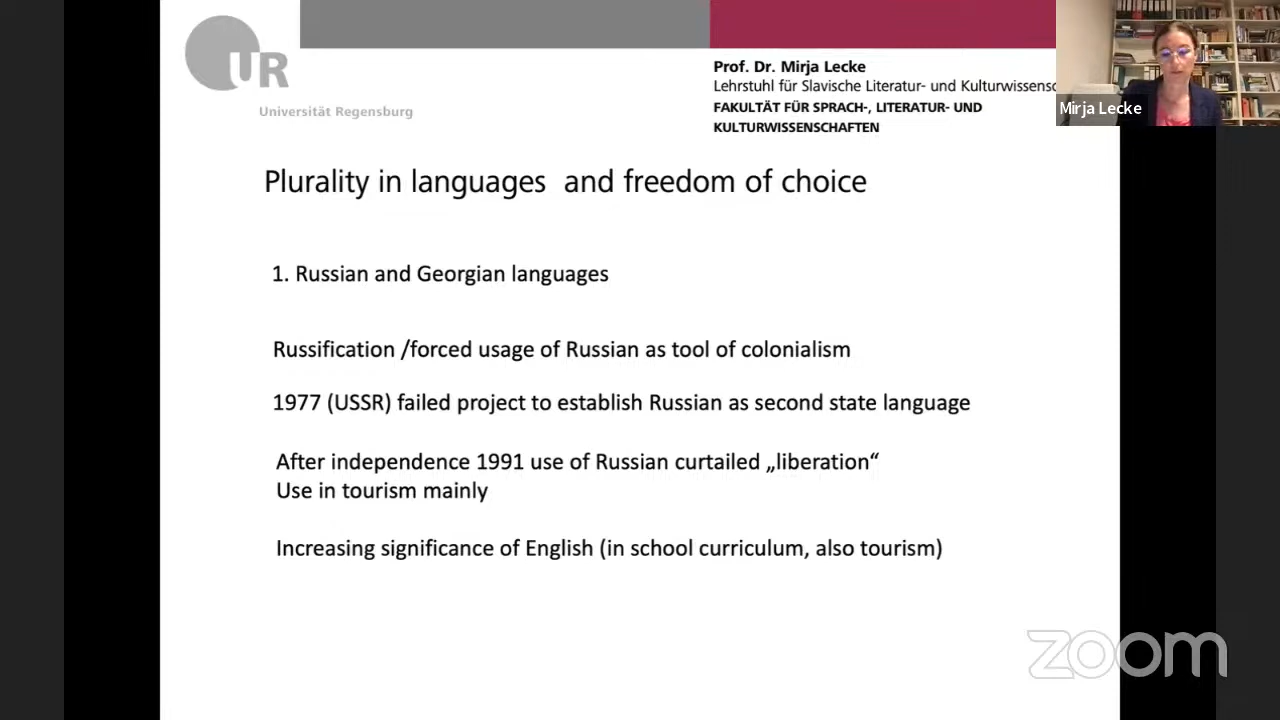 UR
Universität Regensburg
Prof. Dr. Mirja Lecke
Lehrstuhl für Slavische Literatur- und Kulturwissensc
FAKULTÄT FÜR SPRACH-, LITERATUR- UND
KULTURWISSENSCHAFTEN
Mirja Lecke
Plurality in languages and freedom of choice
1. Russian and Georgian languages
Russification /forced usage of Russian as tool of colonialism
1977 (USSR) failed project to establish Russian as second state language
After independence 1991 use of Russian curtailed „liberation“
Use in tourism mainly
Increasing significance of English (in school curriculum, also tourism)
zoom